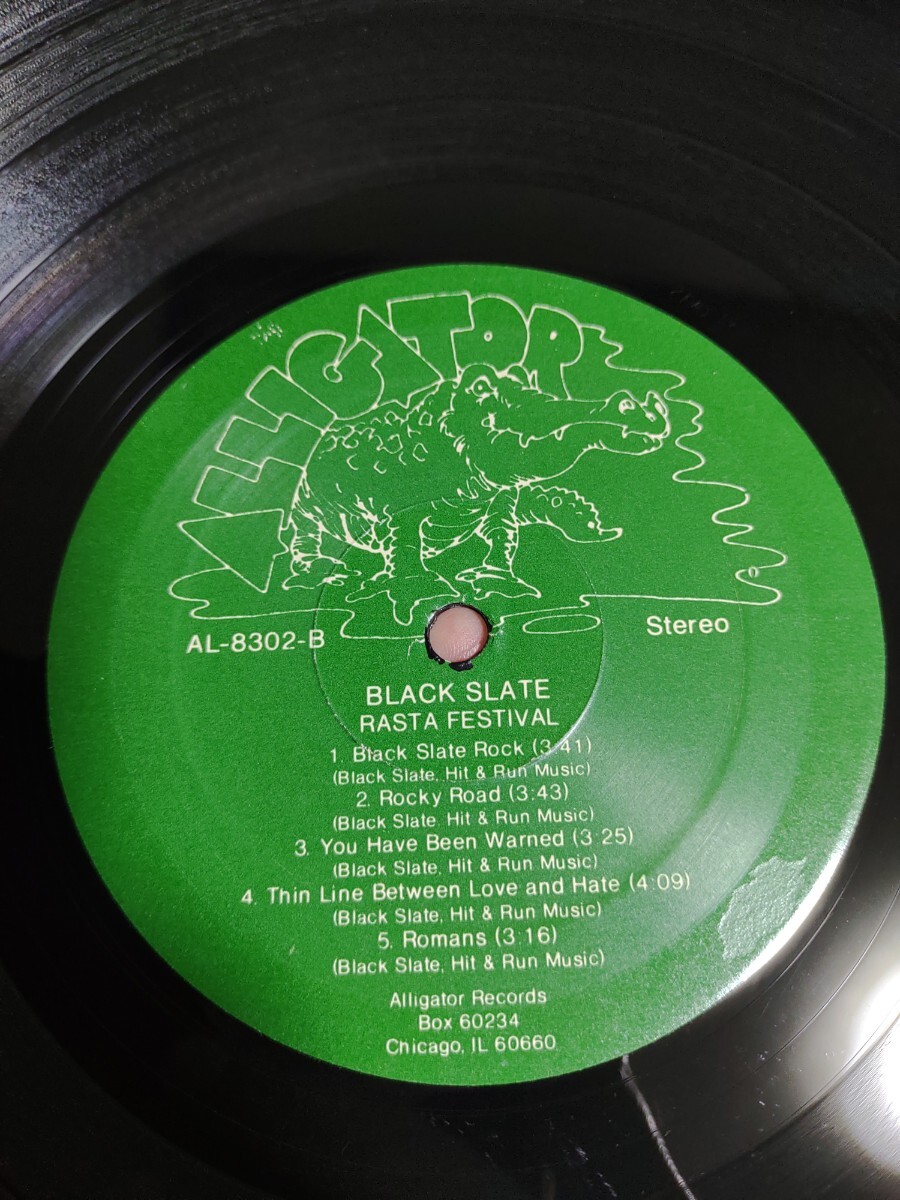 ALLIGATOR
AL-8302-B
Stereo
BLACK SLATE
RASTA FESTIVAL
1. Black Slate Rock (3:41)
(Black Slate, Hit & Run Music)
2. Rocky Road (3:43)
(Black Slate, Hit & Run Music)
3. You Have Been Warned (3:25)
(Black Slate, Hit & Run Music)
4. Thin Line Between Love and Hate (4:09)
(Black Slate, Hit & Run Music)
5. Romans (3:16)
(Black Slate, Hit & Run Music)
Alligator Records
Box 60234
Chicago, IL 60660